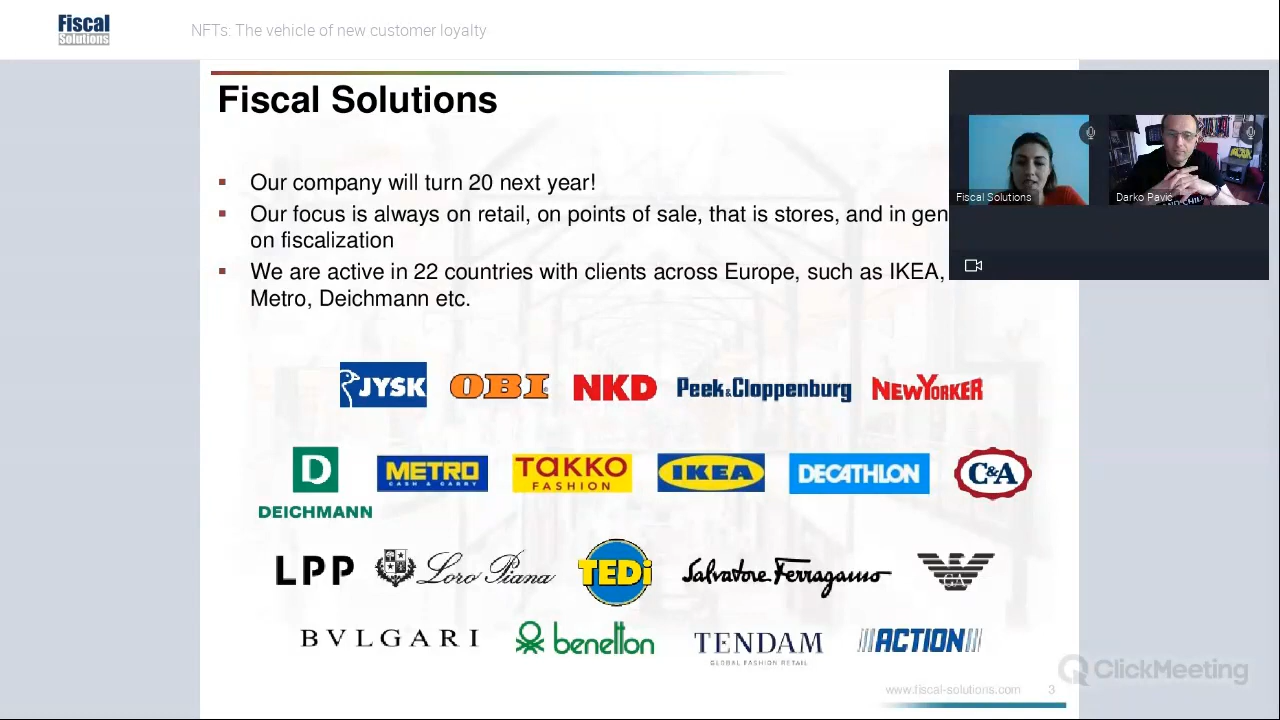 Fiscal
Solutions
NFTs: The vehicle of new customer loyalty
Fiscal Solutions
Our company will turn 20 next year!
Our focus is always on retail, on points of sale, that is stores, and in gen
on fiscalization
We are active in 22 countries with clients across Europe, such as IKEA,
Metro, Deichmann etc.
Fiscal Solutions
Darko Pavić
JYSK OBI NKD Peek&Cloppenburg NEWYORKER
D METRO TAKKO IKEA DECATHLON C&A
CASH & CARRY FASHION
DEICHMANN
LPP Loro Piana TEDi Salvatore Ferragamo GA
BVLGARI benetton TENDAM ACTION
GLOBAL FASHION RETAIL
ClickMeeting
www.fiscal-solutions.com 3